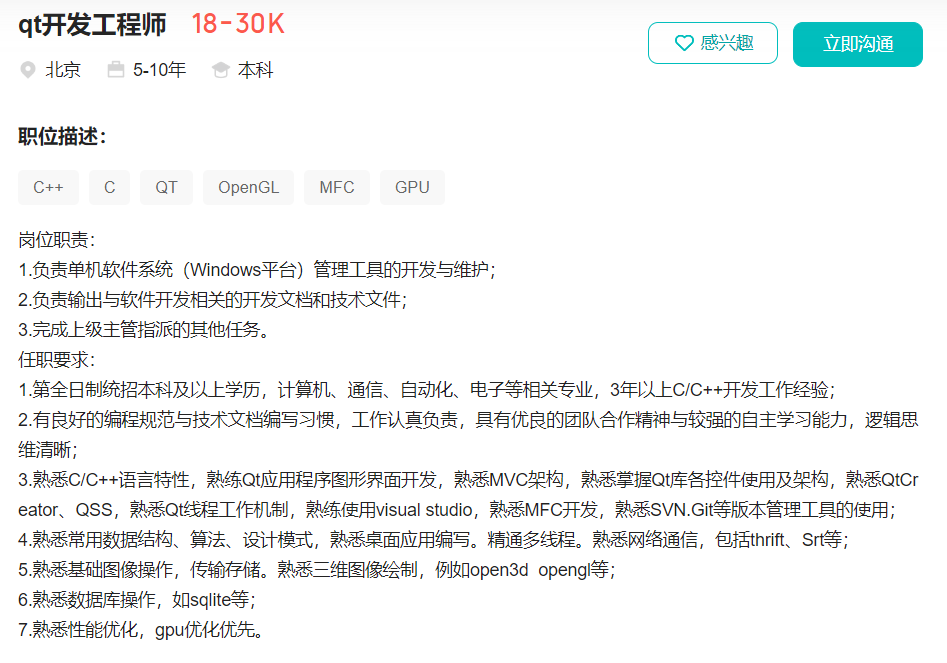 qt开发工程师 18-30K
感兴趣 立即沟通
北京 5-10年 本科
职位描述：
C++ C QT OpenGL MFC GPU
岗位职责：
1.负责单机软件系统（Windows平台）管理工具的开发与维护；
2.负责输出与软件开发相关的开发文档和技术文件；
3.完成上级主管指派的其他任务。
任职要求：
1.第全日制统招本科及以上学历，计算机、通信、自动化、电子等相关专业，3年以上C/C++开发工作经验；
2.有良好的编程规范与技术文档编写习惯，工作认真负责，具有优良的团队合作精神与较强的自主学习能力，逻辑思
维清晰；
3.熟悉C/C++语言特性，熟练Qt应用程序图形界面开发，熟悉MVC架构，熟悉掌握Qt库各控件使用及架构，熟悉QtCr
eator、QSS，熟悉Qt线程工作机制，熟练使用visual studio，熟悉MFC开发，熟悉SVN.Git等版本管理工具的使用；
4.熟悉常用数据结构、算法、设计模式，熟悉桌面应用编写。精通多线程。熟悉网络通信，包括thrift、Srt等；
5.熟悉基础图像操作，传输存储。熟悉三维图像绘制，例如open3d opengl等；
6.熟悉数据库操作，如sqlite等；
7.熟悉性能优化，gpu优化优先。